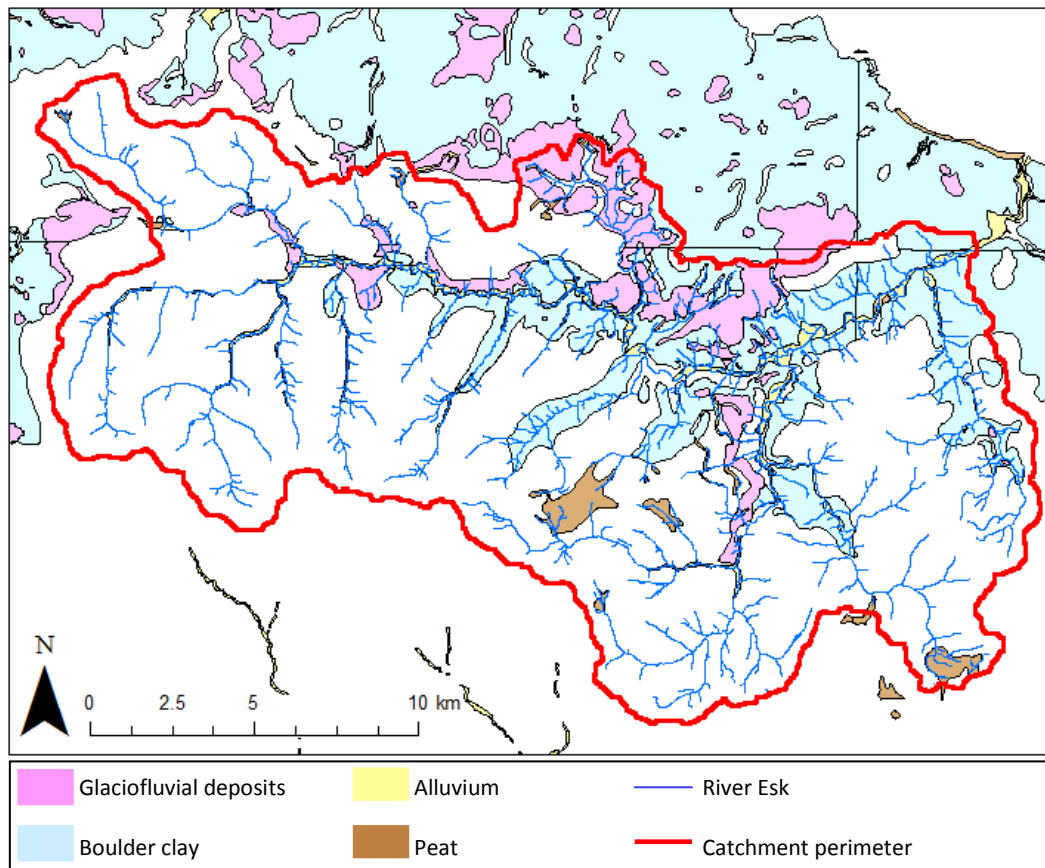 N
0 2.5 5 10 km
Glaciofluvial deposits Alluvium River Esk
Boulder clay Peat Catchment perimeter